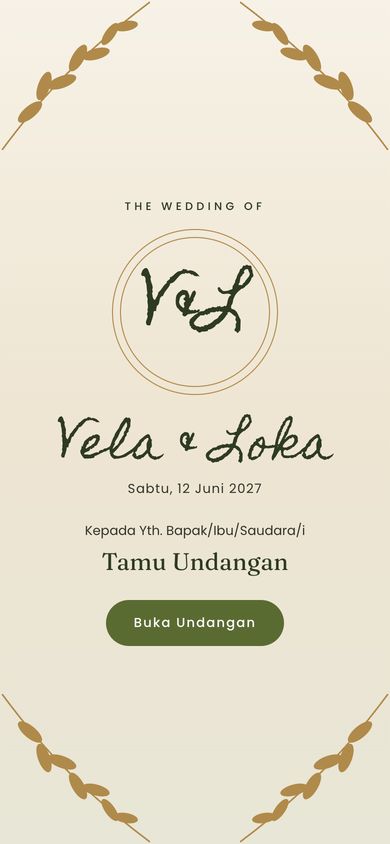 THE WEDDING OF
V&L
Vela & Loka
Sabtu, 12 Juni 2027
Kepada Yth. Bapak/Ibu/Saudara/i
Tamu Undangan
Buka Undangan